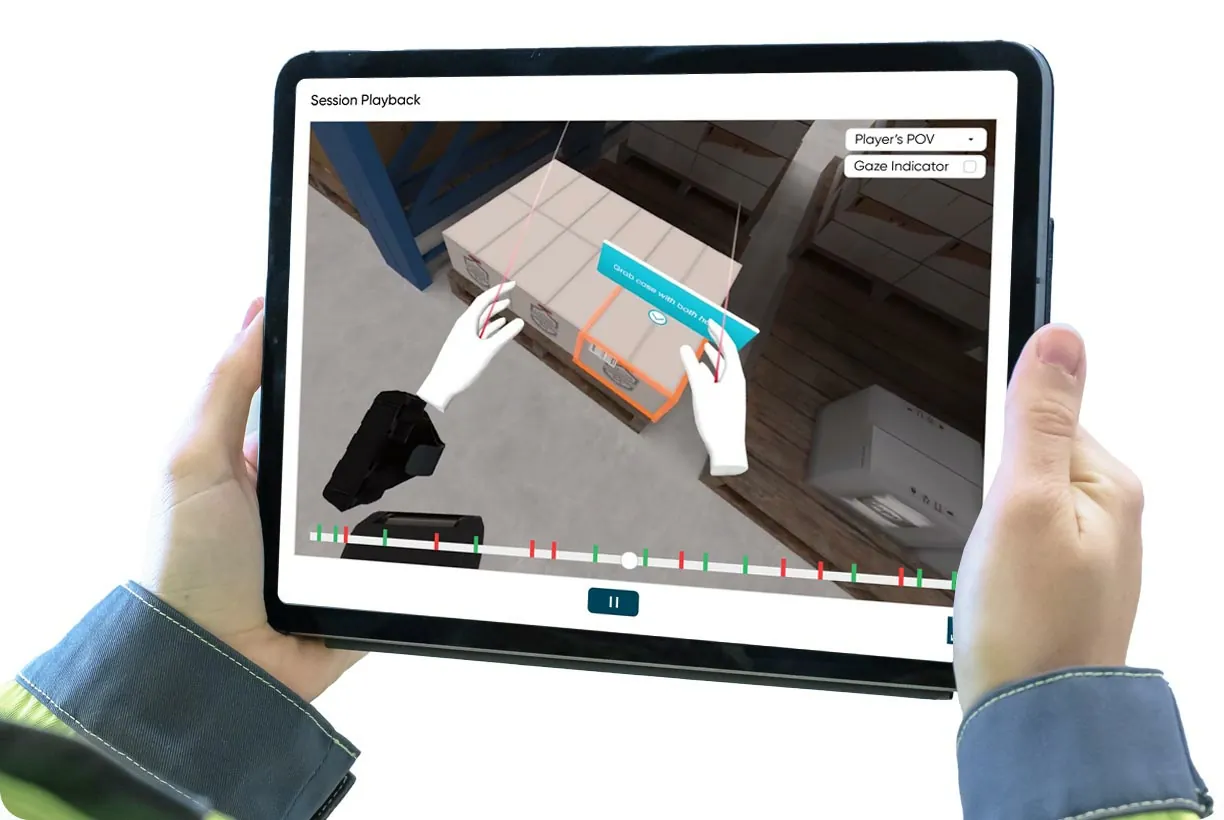 Session Playback
Player's POV
Gaze Indicator
Grab case with both